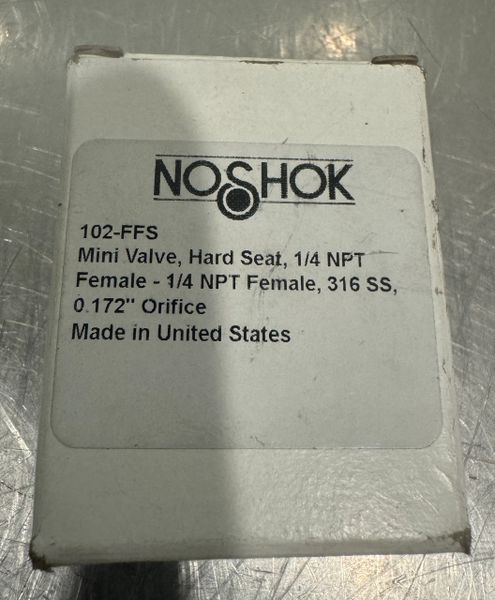 NOSHOK
102-FFS
Mini Valve, Hard Seat, 1/4 NPT
Female - 1/4 NPT Female, 316 SS,
0.172" Orifice
Made in United States